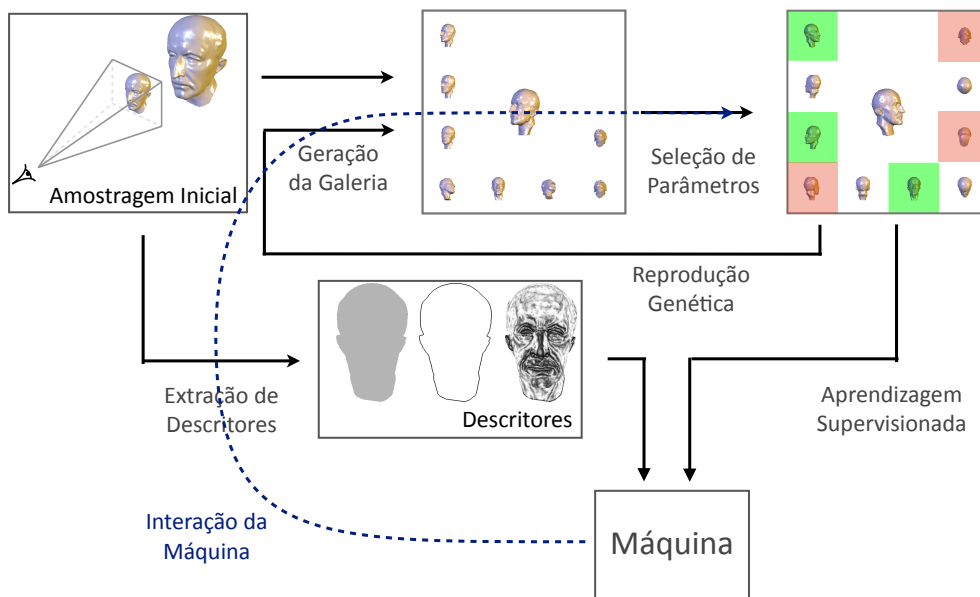 Amostragem Inicial
Geração
da Galeria
Seleção de
Parâmetros
Reprodução
Genética
Extração de
Descritores
Descritores
Aprendizagem
Supervisionada
Interação da
Máquina
Máquina